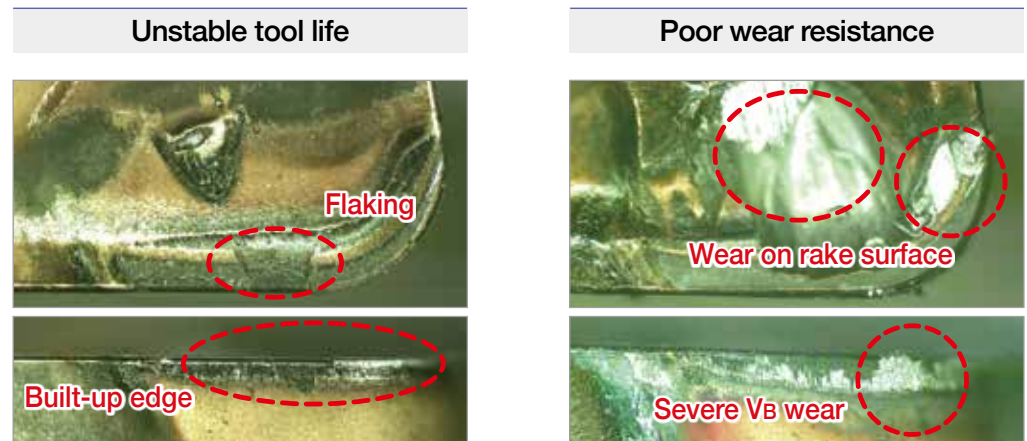 Unstable tool life
Poor wear resistance
Flaking
Built-up edge
Wear on rake surface
Severe VB wear